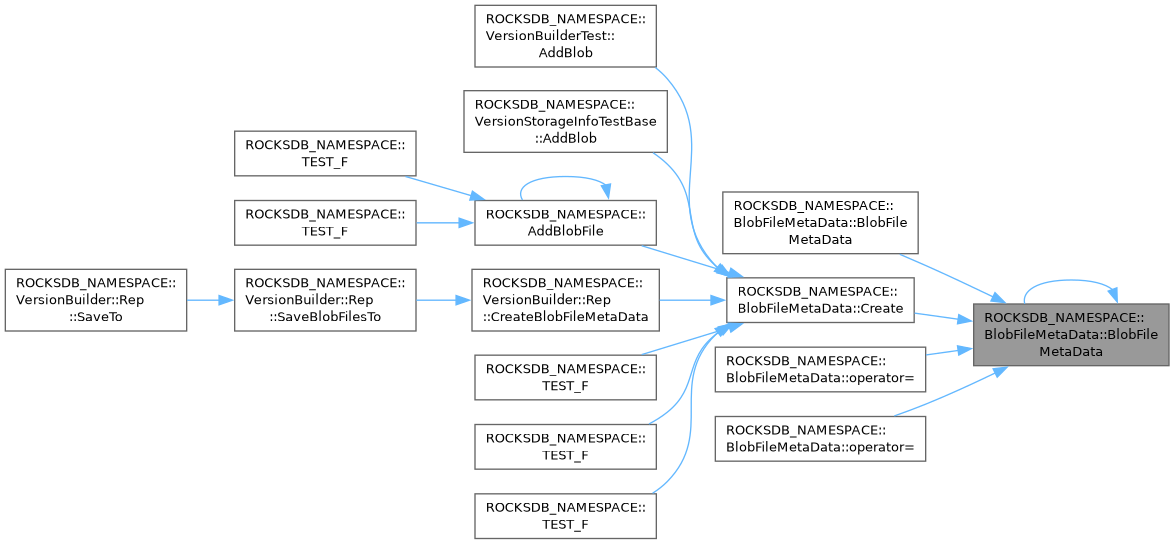 ROCKSDB_NAMESPACE::
VersionBuilderTest::
AddBlob
ROCKSDB_NAMESPACE::
VersionStorageInfoTestBase
::AddBlob
ROCKSDB_NAMESPACE::
TEST_F
ROCKSDB_NAMESPACE::
TEST_F
ROCKSDB_NAMESPACE::
AddBlobFile
ROCKSDB_NAMESPACE::
BlobFileMetaData::BlobFile
MetaData
ROCKSDB_NAMESPACE::
VersionBuilder::Rep
::SaveTo
ROCKSDB_NAMESPACE::
VersionBuilder::Rep
::SaveBlobFilesTo
ROCKSDB_NAMESPACE::
VersionBuilder::Rep
::CreateBlobFileMetaData
ROCKSDB_NAMESPACE::
BlobFileMetaData::Create
ROCKSDB_NAMESPACE::
BlobFileMetaData::BlobFile
MetaData
ROCKSDB_NAMESPACE::
TEST_F
ROCKSDB_NAMESPACE::
BlobFileMetaData::operator=
ROCKSDB_NAMESPACE::
TEST_F
ROCKSDB_NAMESPACE::
BlobFileMetaData::operator=
ROCKSDB_NAMESPACE::
TEST_F